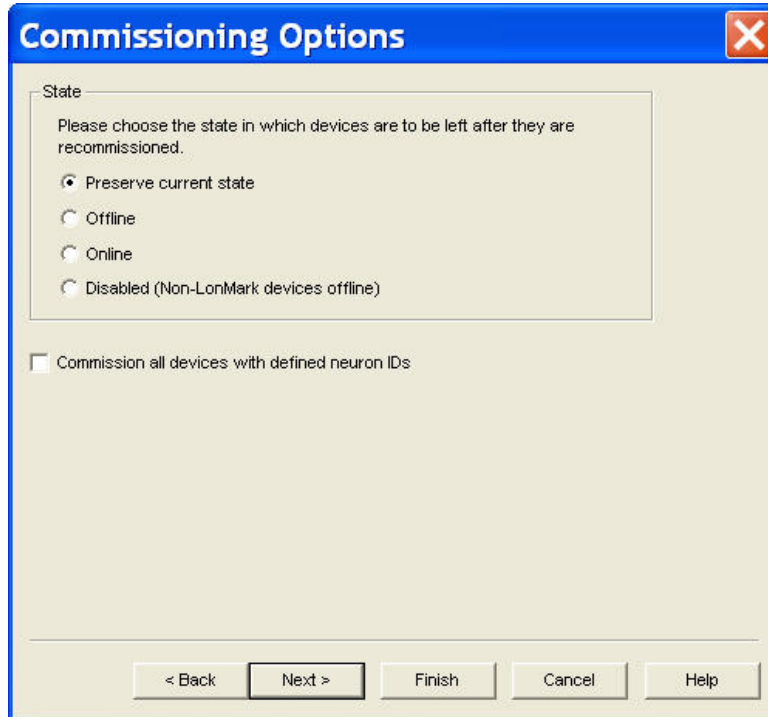 Commissioning Options
State
Please choose the state in which devices are to be left after they are
recommissioned.
Preserve current state
Offline
Online
Disabled (Non-LonMark devices offline)
Commission all devices with defined neuron IDs
< Back
Next >
Finish
Cancel
Help